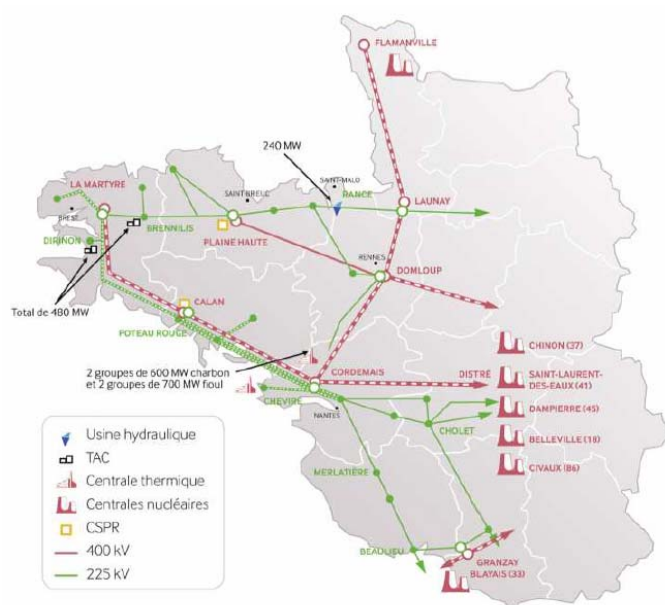 FLAMANVILLE
240 MW
SAINT-MALO
LA MARTYRE
SAINT-BRIEUC
RANCE
LAUNAY
BREST
BRENNILIS
PLAINE HAUTE
DIRINON
RENNES
DOMLOUP
Total de 480 MW
CALAN
POTEAU ROUGE
2 groupes de 600 MW charbon
et 2 groupes de 700 MW fioul
CORDEMAIS
DISTRÉ
CHINON (37)
SAINT-LAURENT-
DES-EAUX (41)
CHEVIRÉ
NANTES
DAMPIERRE (45)
CHOLET
BELLEVILLE (18)
CIVAUX (86)
MERLATIÈRE
BEAULIEU
GRANZAY
BLAYAIS (33)
Usine hydraulique
TAC
Centrale thermique
Centrales nucléaires
CSPR
400 kV
225 kV